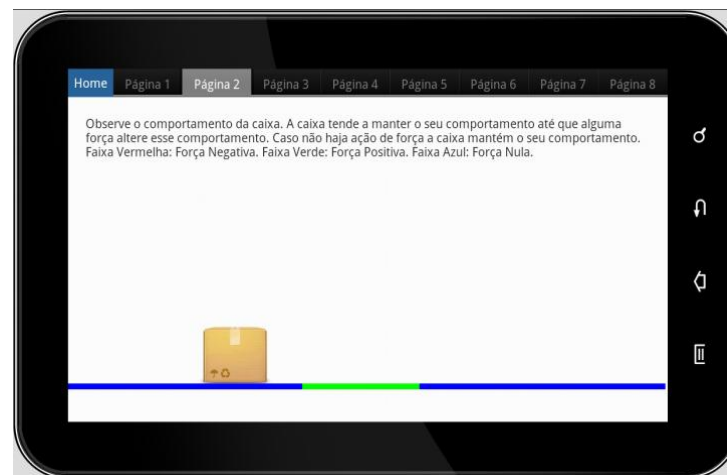 Home Página 1 Página 2 Página 3 Página 4 Página 5 Página 6 Página 7 Página 8
Observe o comportamento da caixa. A caixa tende a manter o seu comportamento até que alguma
força altere esse comportamento. Caso não haja ação de força a caixa mantém o seu comportamento.
Faixa Vermelha: Força Negativa. Faixa Verde: Força Positiva. Faixa Azul: Força Nula.